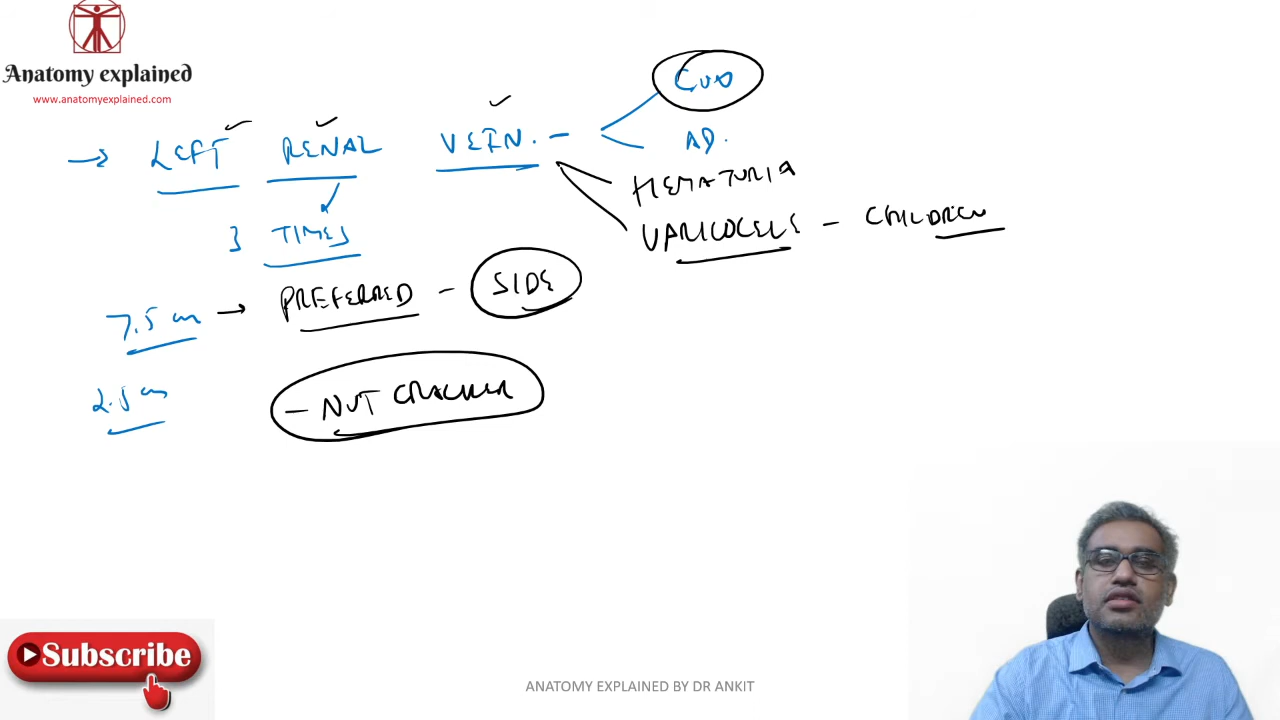 Anatomy explained
www.anatomyexplained.com
GUO
→ LEFT RENAL VEIN. -
AD.
HEMATURIA
3 TIMES
VARICOCELE - CHILDREN
7.5 cm → PREFERRED - SIDE
2.5 cm
- NUT CRACKER
Subscribe
ANATOMY EXPLAINED BY DR ANKIT